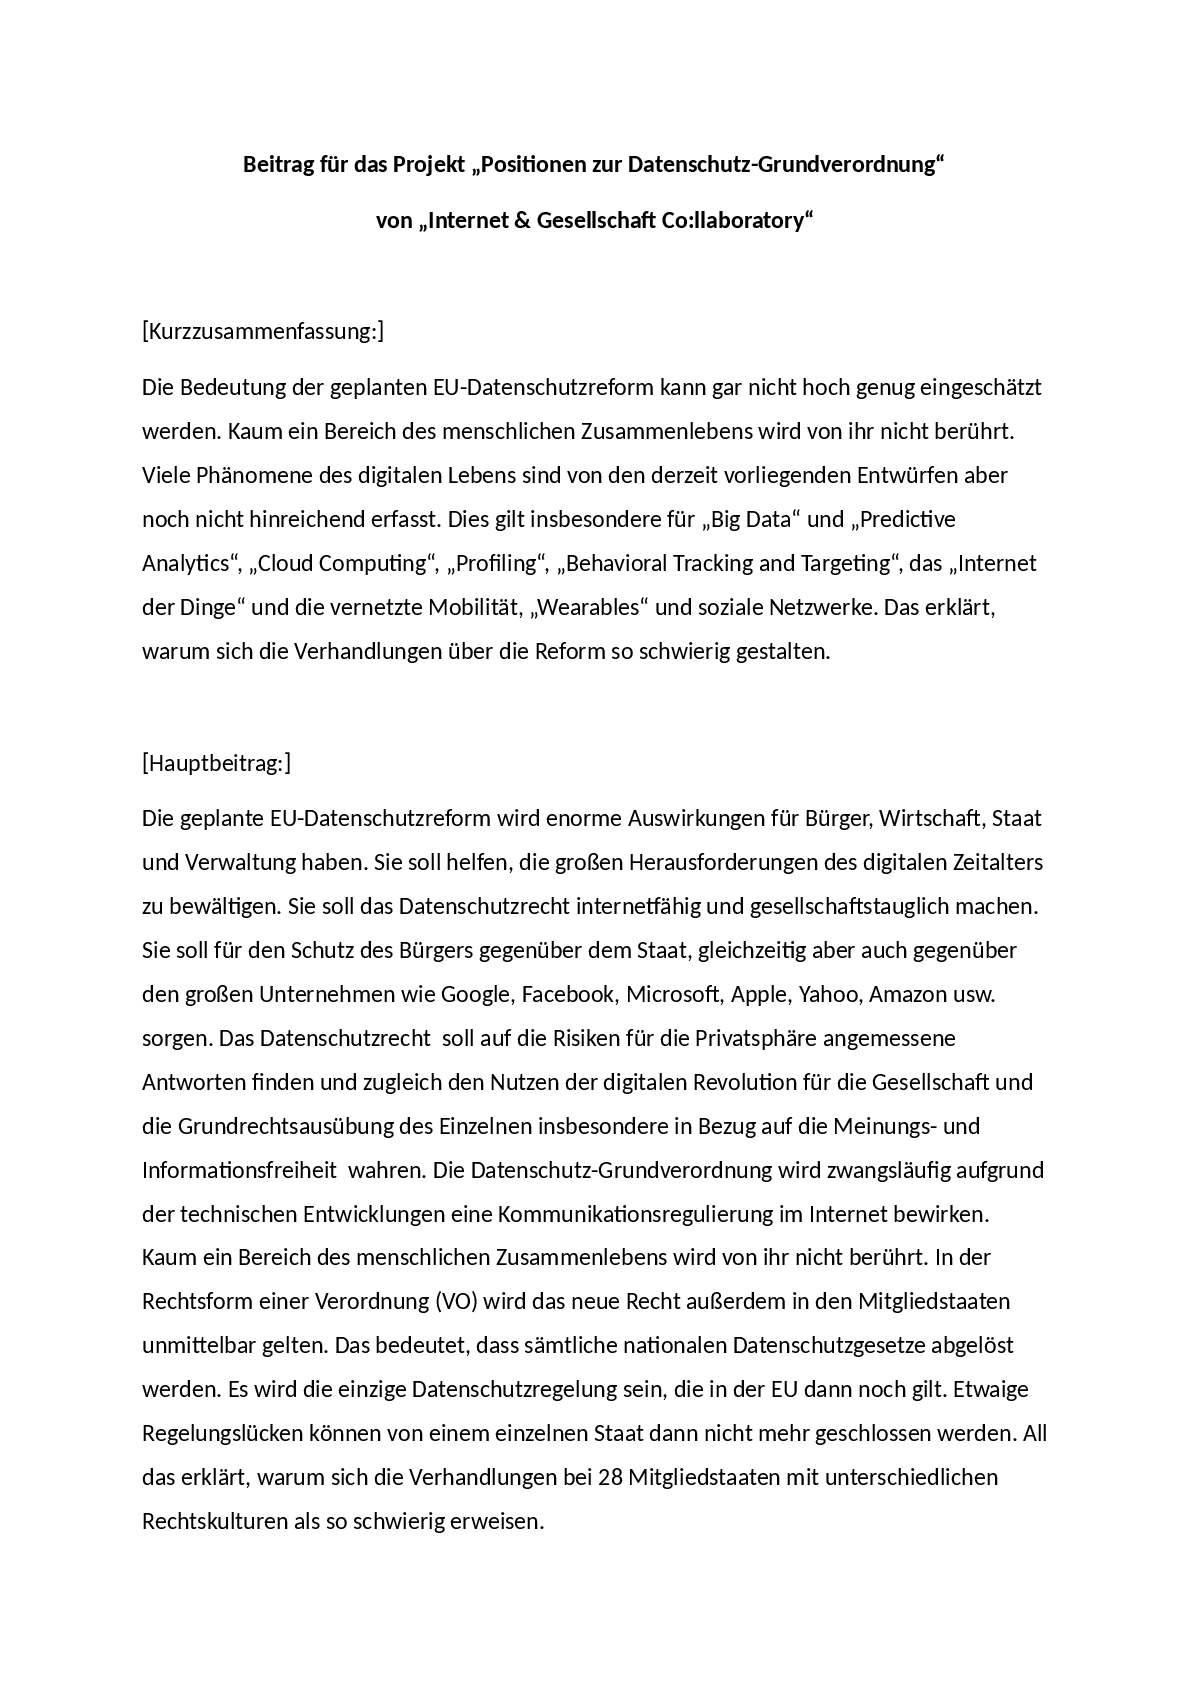 Beitrag für das Projekt „Positionen zur Datenschutz-Grundverordnung“
von „Internet & Gesellschaft Co:llaboratory“
[Kurzzusammenfassung:]
Die Bedeutung der geplanten EU-Datenschutzreform kann gar nicht hoch genug eingeschätzt
werden. Kaum ein Bereich des menschlichen Zusammenlebens wird von ihr nicht berührt.
Viele Phänomene des digitalen Lebens sind von den derzeit vorliegenden Entwürfen aber
noch nicht hinreichend erfasst. Dies gilt insbesondere für „Big Data“ und „Predictive
Analytics“, „Cloud Computing“, „Profiling“, „Behavioral Tracking and Targeting“, das „Internet
der Dinge“ und die vernetzte Mobilität, „Wearables“ und soziale Netzwerke. Das erklärt,
warum sich die Verhandlungen über die Reform so schwierig gestalten.
[Hauptbeitrag:]
Die geplante EU-Datenschutzreform wird enorme Auswirkungen für Bürger, Wirtschaft, Staat
und Verwaltung haben. Sie soll helfen, die großen Herausforderungen des digitalen Zeitalters
zu bewältigen. Sie soll das Datenschutzrecht internetfähig und gesellschaftstauglich machen.
Sie soll für den Schutz des Bürgers gegenüber dem Staat, gleichzeitig aber auch gegenüber
den großen Unternehmen wie Google, Facebook, Microsoft, Apple, Yahoo, Amazon usw.
sorgen. Das Datenschutzrecht  soll auf die Risiken für die Privatsphäre angemessene
Antworten finden und zugleich den Nutzen der digitalen Revolution für die Gesellschaft und
die Grundrechtsausübung des Einzelnen insbesondere in Bezug auf die Meinungs- und
Informationsfreiheit  wahren. Die Datenschutz-Grundverordnung wird zwangsläufig aufgrund
der technischen Entwicklungen eine Kommunikationsregulierung im Internet bewirken.
Kaum ein Bereich des menschlichen Zusammenlebens wird von ihr nicht berührt. In der
Rechtsform einer Verordnung (VO) wird das neue Recht außerdem in den Mitgliedstaaten
unmittelbar gelten. Das bedeutet, dass sämtliche nationalen Datenschutzgesetze abgelöst
werden. Es wird die einzige Datenschutzregelung sein, die in der EU dann noch gilt. Etwaige
Regelungslücken können von einem einzelnen Staat dann nicht mehr geschlossen werden. All
das erklärt, warum sich die Verhandlungen bei 28 Mitgliedstaaten mit unterschiedlichen
Rechtskulturen als so schwierig erweisen.